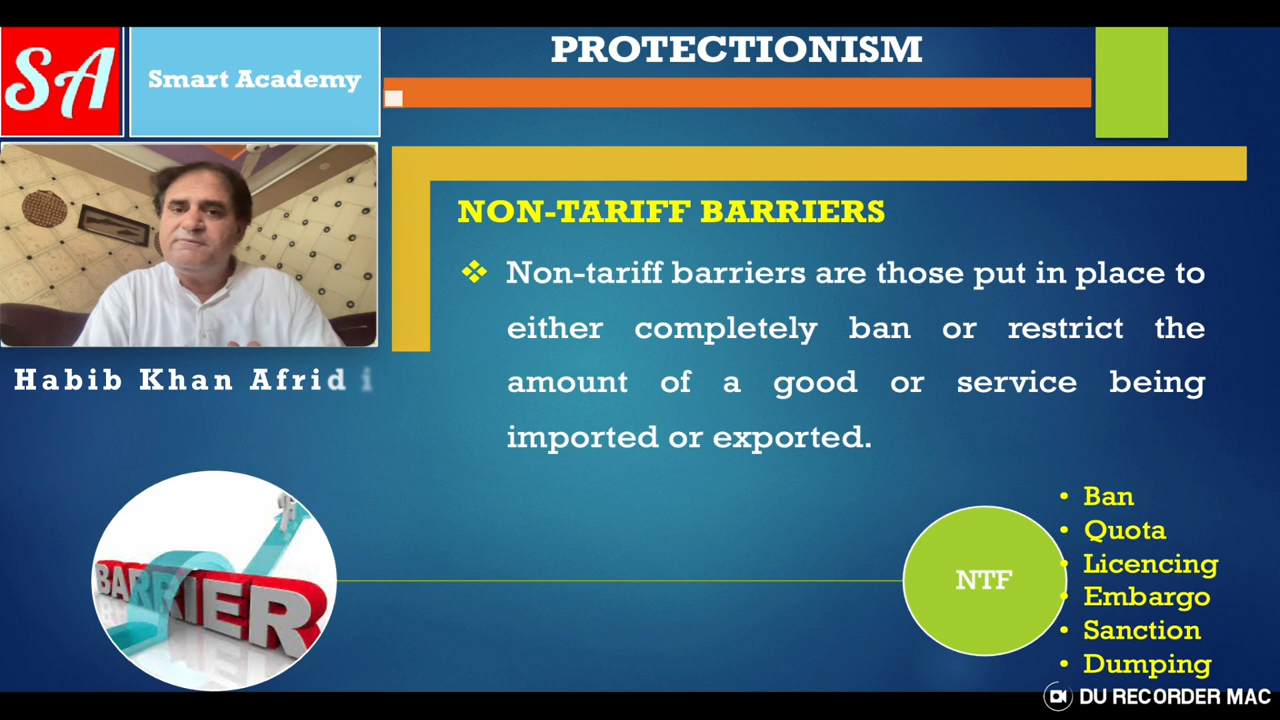 PROTECTIONISM
SA
Smart Academy
NON-TARIFF BARRIERS
❖ Non-tariff barriers are those put in place to
either completely ban or restrict the
amount of a good or service being
imported or exported.
Habib Khan Afridi
BARRIER
NTF
• Ban
• Quota
• Licencing
• Embargo
• Sanction
• Dumping
DU RECORDER MAC